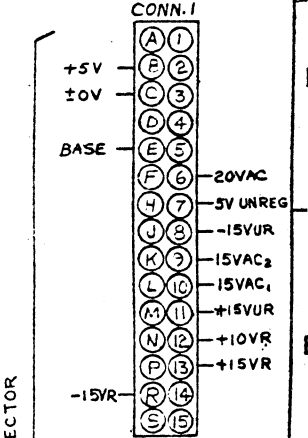 CONN. 1
A 1
+5V B 2
±0V C 3
D 4
BASE E 5
F 6 20VAC
H 7 5V UNREG
J 8 -15VUR
K 9 15VAC₂
L 10 15VAC₁
M 11 +15VUR
N 12 +10VR
P 13 +15VR
-15VR R 14
S 15
ECTOR